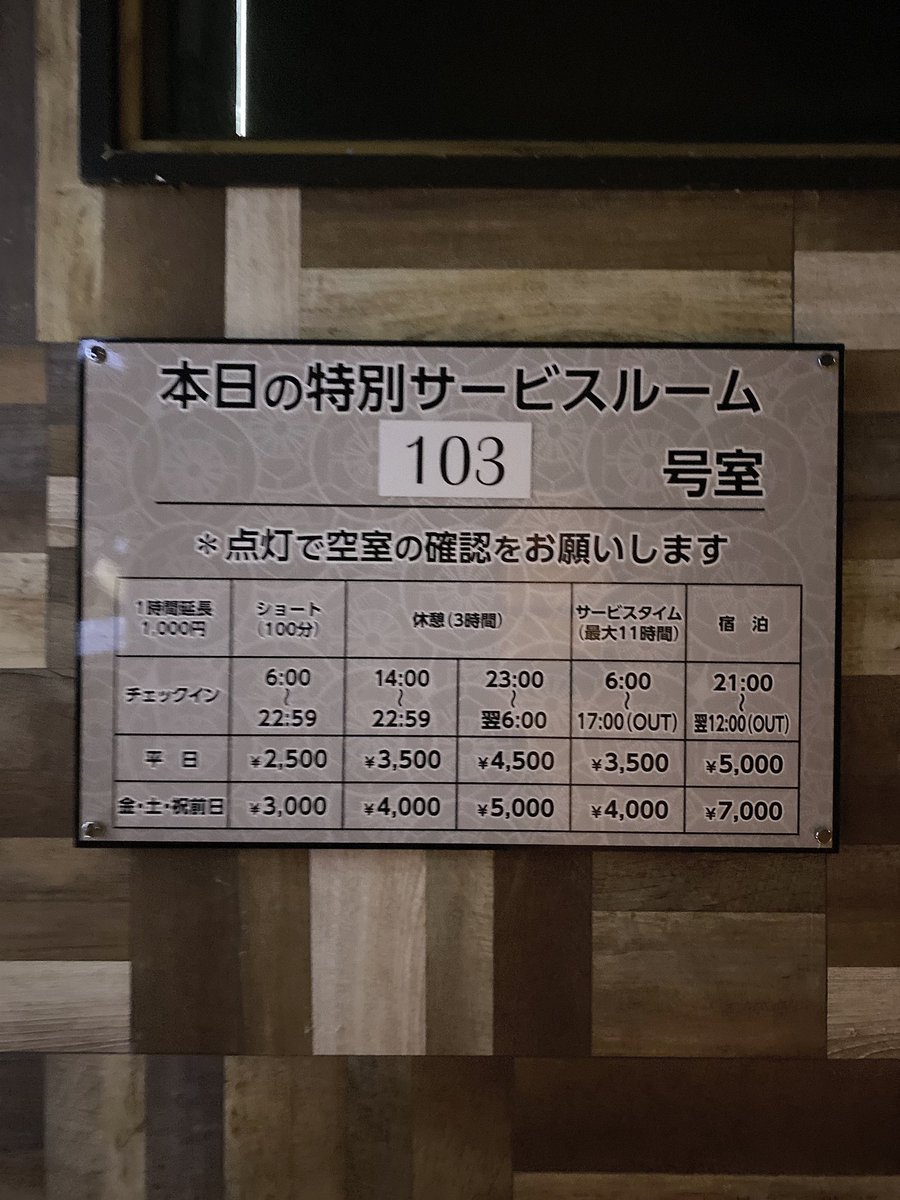 本日の特別サービスルーム
103 号室
＊点灯で空室の確認をお願いします
1時間延長 1,000円 ショート (100分) 休憩(3時間) サービスタイム (最大11時間) 宿 泊
チェックイン 6:00 〜 22:59 14:00 〜 22:59 23:00 〜 翌6:00 6:00 〜 17:00(OUT) 21:00 〜 翌12:00(OUT)
平 日 ¥2,500 ¥3,500 ¥4,500 ¥3,500 ¥5,000
金・土・祝前日 ¥3,000 ¥4,000 ¥5,000 ¥4,000 ¥7,000